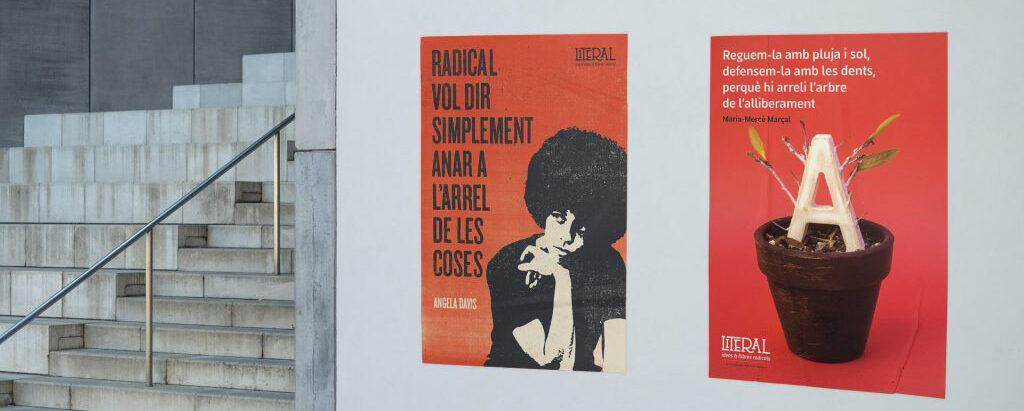 RADICAL
VOL DIR
SIMPLEMENT
ANAR A
L'ARREL
DE LES
COSES
ANGELA DAVIS
LITERAL
Reguem-la amb pluja i sol,
defensem-la amb les dents,
perquè hi arreli l'arbre
de l'alliberament
Maria-Mercè Marçal
A
LITERAL
idees & llibres radicals